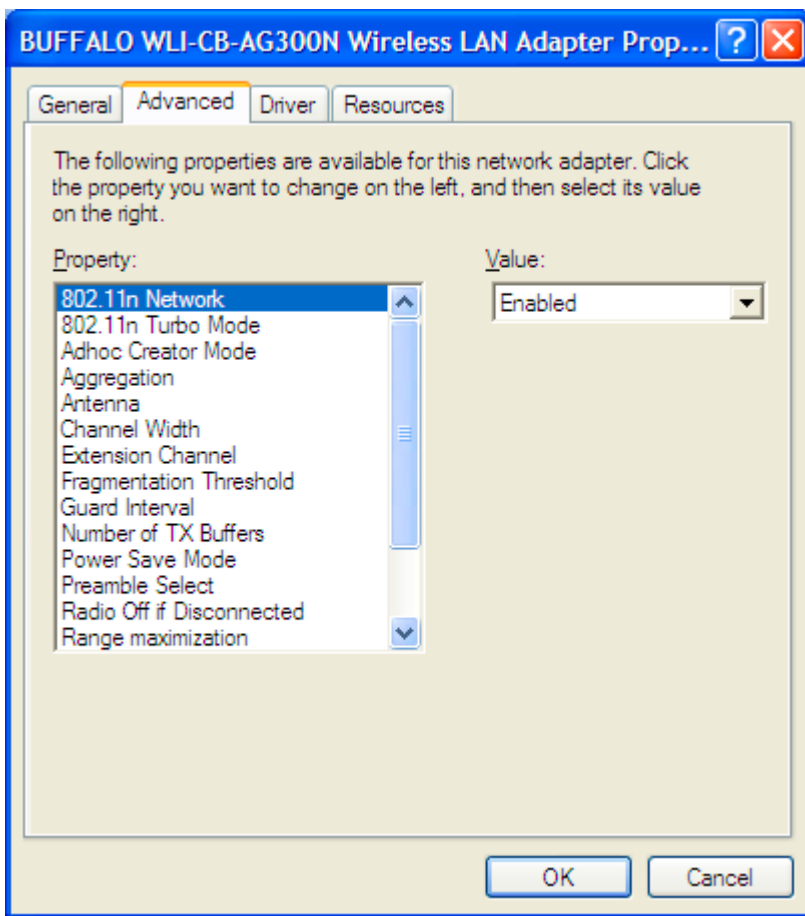 BUFFALO WLI-CB-AG300N Wireless LAN Adapter Prop...
General Advanced Driver Resources
The following properties are available for this network adapter. Click
the property you want to change on the left, and then select its value
on the right.
Property: Value:
802.11n Network Enabled
802.11n Turbo Mode
Adhoc Creator Mode
Aggregation
Antenna
Channel Width
Extension Channel
Fragmentation Threshold
Guard Interval
Number of TX Buffers
Power Save Mode
Preamble Select
Radio Off if Disconnected
Range maximization
OK Cancel